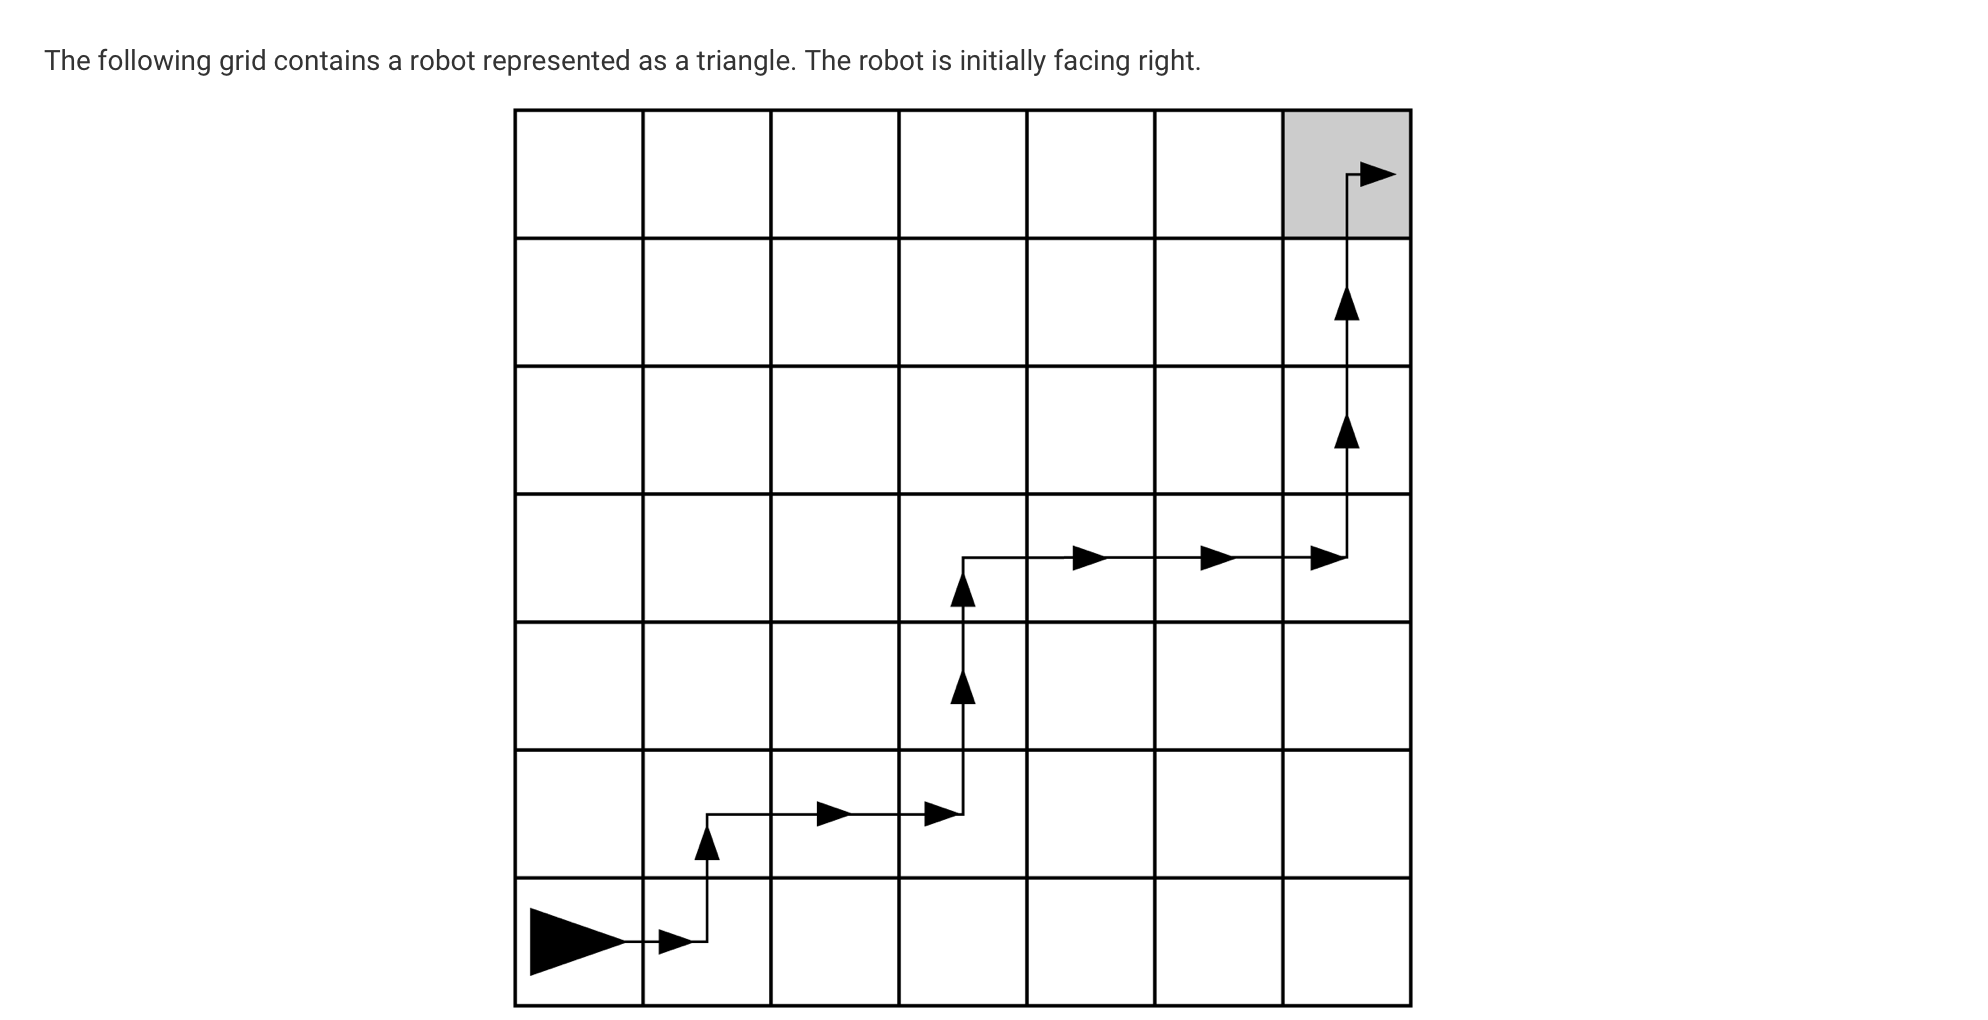 The following grid contains a robot represented as a triangle. The robot is initially facing right.